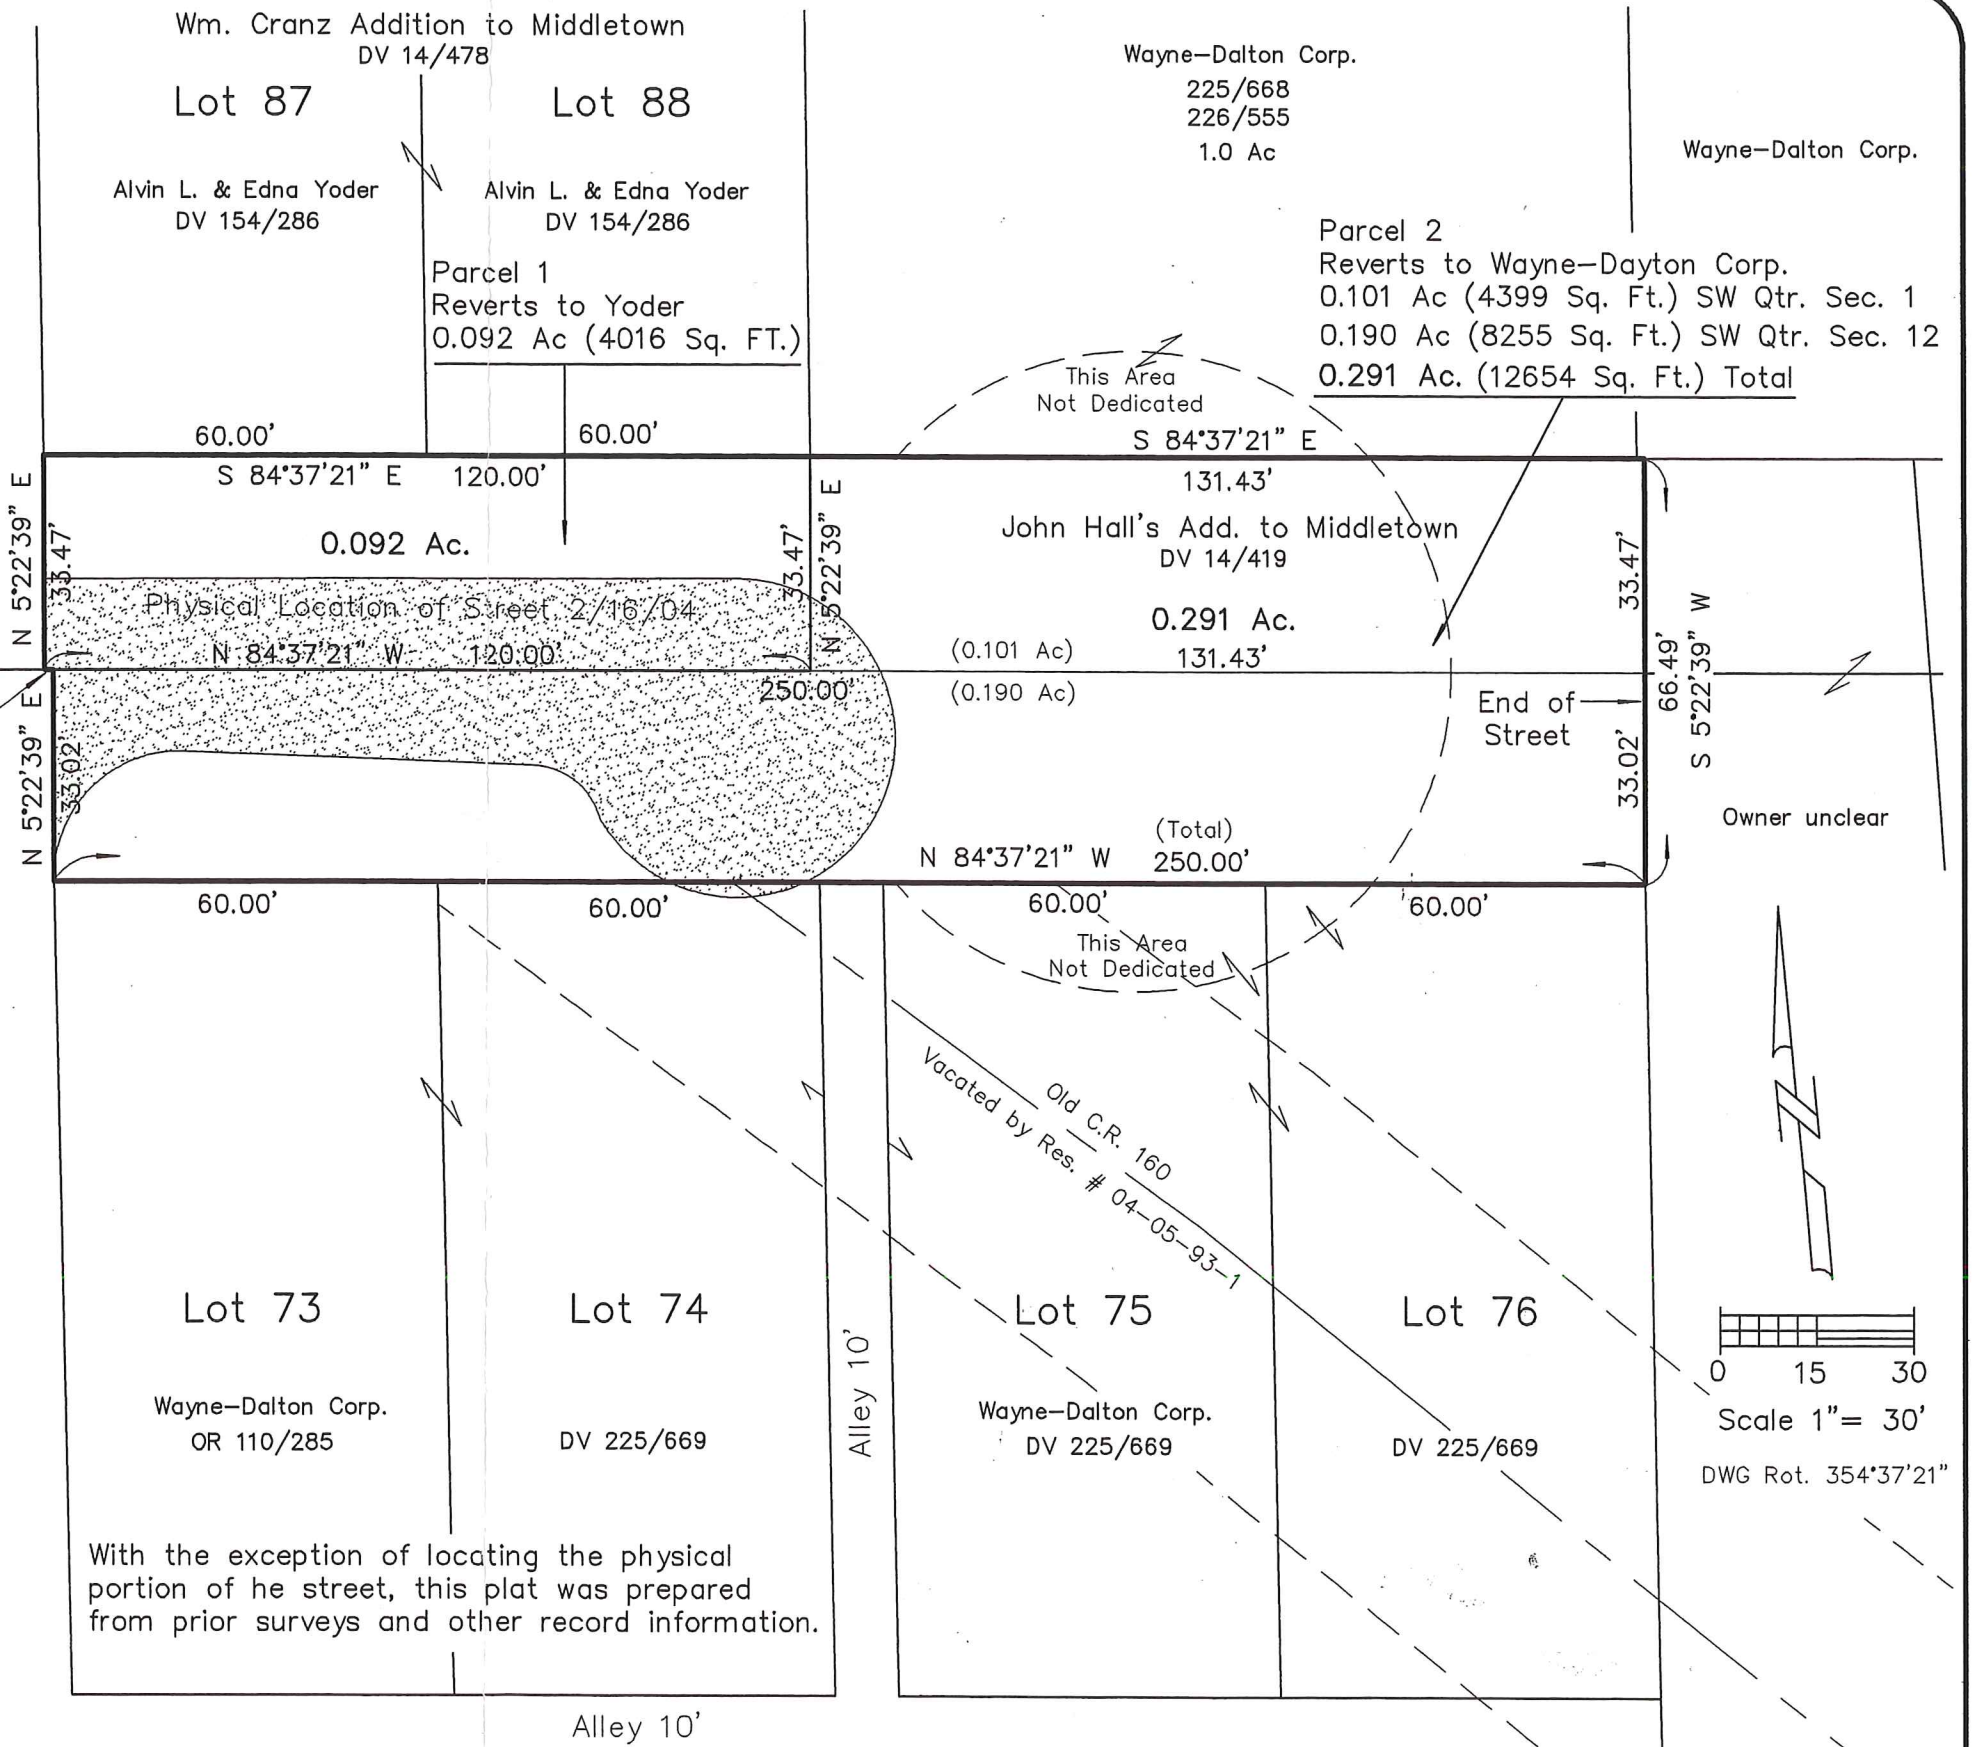 Wm. Cranz Addition to Middletown
DV 14/478
Lot 87
Lot 88
Alvin L. & Edna Yoder
DV 154/286
Alvin L. & Edna Yoder
DV 154/286
Wayne-Dalton Corp.
225/668
226/555
1.0 Ac
Wayne-Dalton Corp.
Parcel 1
Reverts to Yoder
0.092 Ac (4016 Sq. FT.)
Parcel 2
Reverts to Wayne-Dayton Corp.
0.101 Ac (4399 Sq. Ft.) SW Qtr. Sec. 1
0.190 Ac (8255 Sq. Ft.) SW Qtr. Sec. 12
0.291 Ac. (12654 Sq. Ft.) Total
This Area
Not Dedicated
60.00'
60.00'
S 84°37'21" E
S 84°37'21" E 120.00'
131.43'
N 5°22'39" E
33.47'
0.092 Ac.
33.47'
N 5°22'39" E
John Hall's Add. to Middletown
DV 14/419
0.291 Ac.
33.47'
Physical Location of Street 2/16/04
N 84°37'21" W 120.00'
(0.101 Ac)
131.43'
250.00'
(0.190 Ac)
66.49'
S 5°22'39" W
End of
Street
N 5°22'39" E
33.02'
33.02'
Owner unclear
(Total)
N 84°37'21" W 250.00'
60.00'
60.00'
60.00'
60.00'
This Area
Not Dedicated
Old C.R. 160
Vacated by Res. # 04-05-93-1
Lot 73
Lot 74
Lot 75
Lot 76
Alley 10'
Wayne-Dalton Corp.
OR 110/285
DV 225/669
Wayne-Dalton Corp.
DV 225/669
DV 225/669
0 15 30
Scale 1"= 30'
DWG Rot. 354°37'21"
With the exception of locating the physical
portion of he street, this plat was prepared
from prior surveys and other record information.
Alley 10'